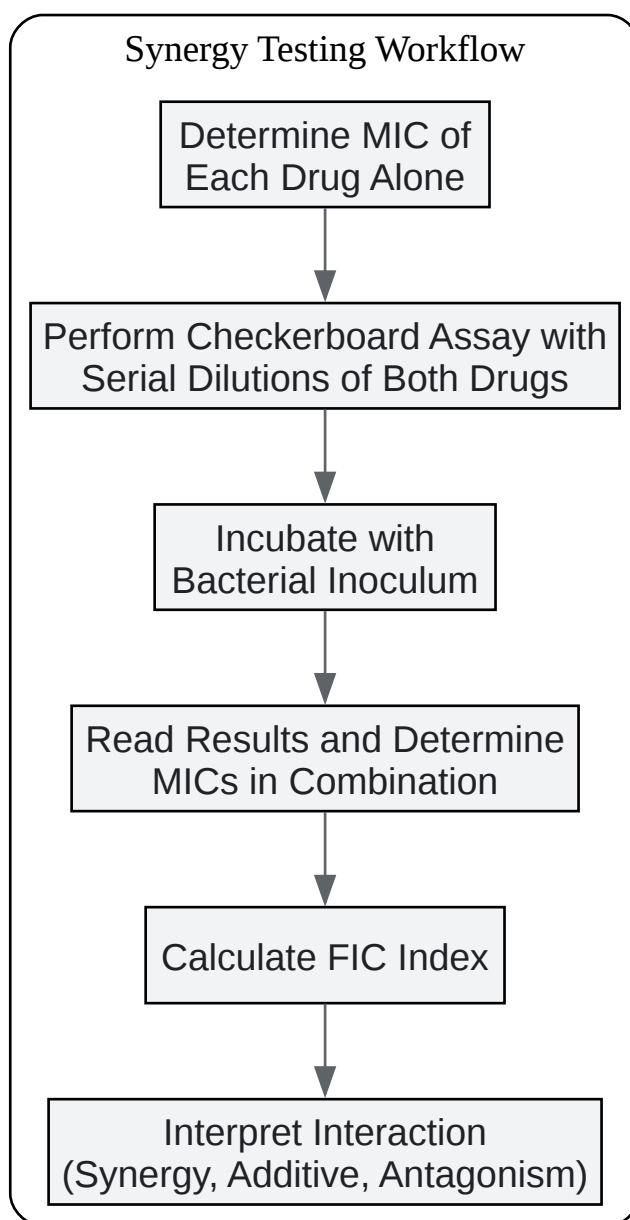 Synergy Testing Workflow
Determine MIC of
Each Drug Alone
Perform Checkerboard Assay with
Serial Dilutions of Both Drugs
Incubate with
Bacterial Inoculum
Read Results and Determine
MICs in Combination
Calculate FIC Index
Interpret Interaction
(Synergy, Additive, Antagonism)